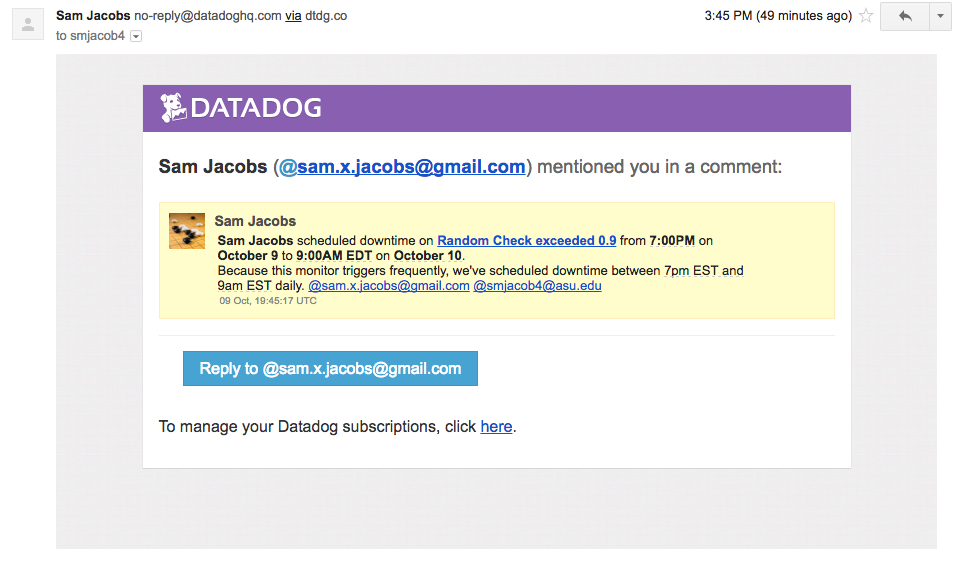 Sam Jacobs no-reply@datadoghq.com via dtdg.co
3:45 PM (49 minutes ago)
to smjacob4
DATADOG
Sam Jacobs (@sam.x.jacobs@gmail.com) mentioned you in a comment:
Sam Jacobs
Sam Jacobs scheduled downtime on Random Check exceeded 0.9 from 7:00PM on
October 9 to 9:00AM EDT on October 10.
Because this monitor triggers frequently, we've scheduled downtime between 7pm EST and
9am EST daily. @sam.x.jacobs@gmail.com @smjacob4@asu.edu
09 Oct, 19:45:17 UTC
Reply to @sam.x.jacobs@gmail.com
To manage your Datadog subscriptions, click here.